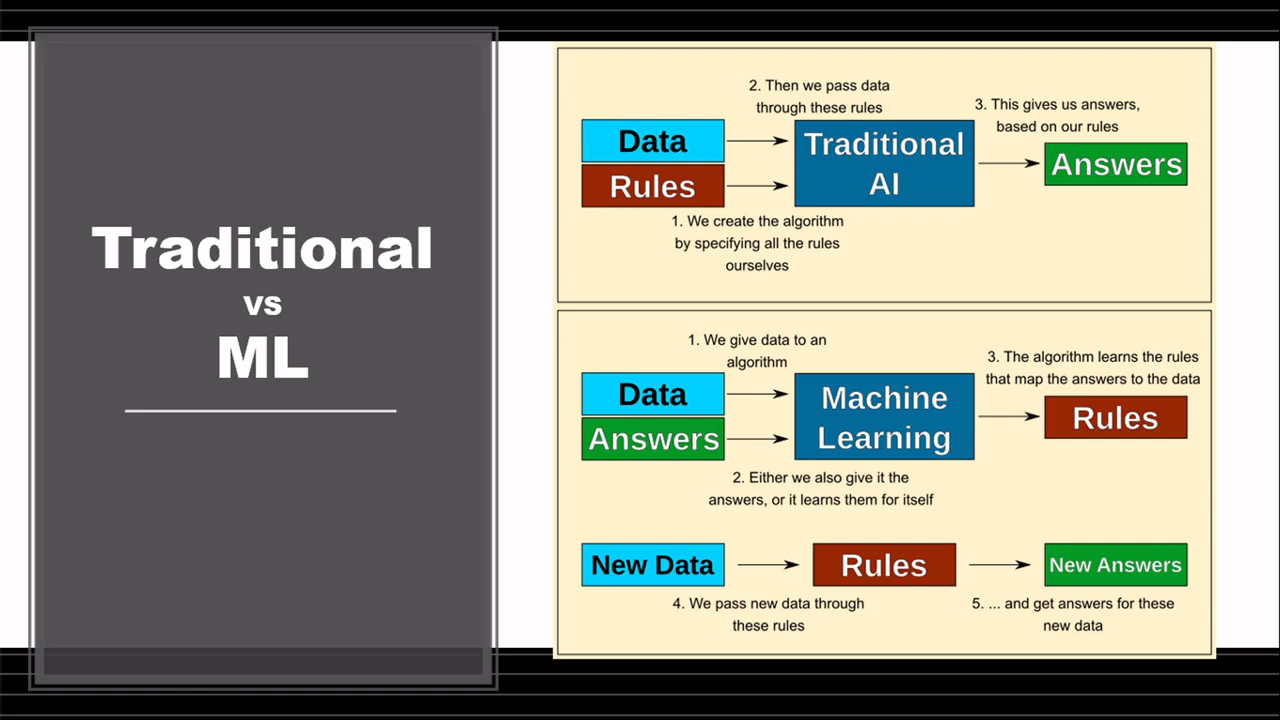 Traditional
vs
ML
2. Then we pass data
through these rules
3. This gives us answers,
based on our rules
Data
Rules
Traditional
AI
Answers
1. We create the algorithm
by specifying all the rules
ourselves
1. We give data to an
algorithm
3. The algorithm learns the rules
that map the answers to the data
Data
Answers
Machine
Learning
Rules
2. Either we also give it the
answers, or it learns them for itself
New Data
Rules
New Answers
4. We pass new data through
these rules
5. ... and get answers for these
new data